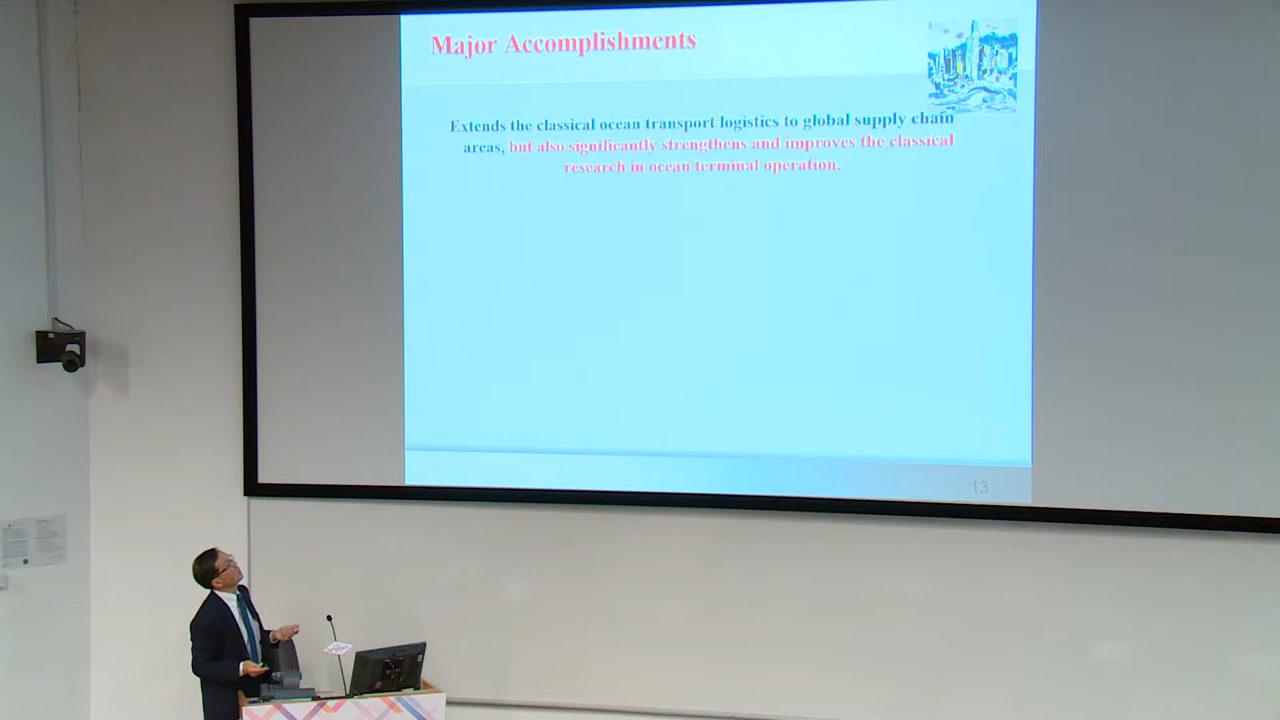 Major Accomplishments
Extends the classical ocean transport logistics to global supply chain
areas, but also significantly strengthens and improves the classical
research in ocean terminal operation.
13